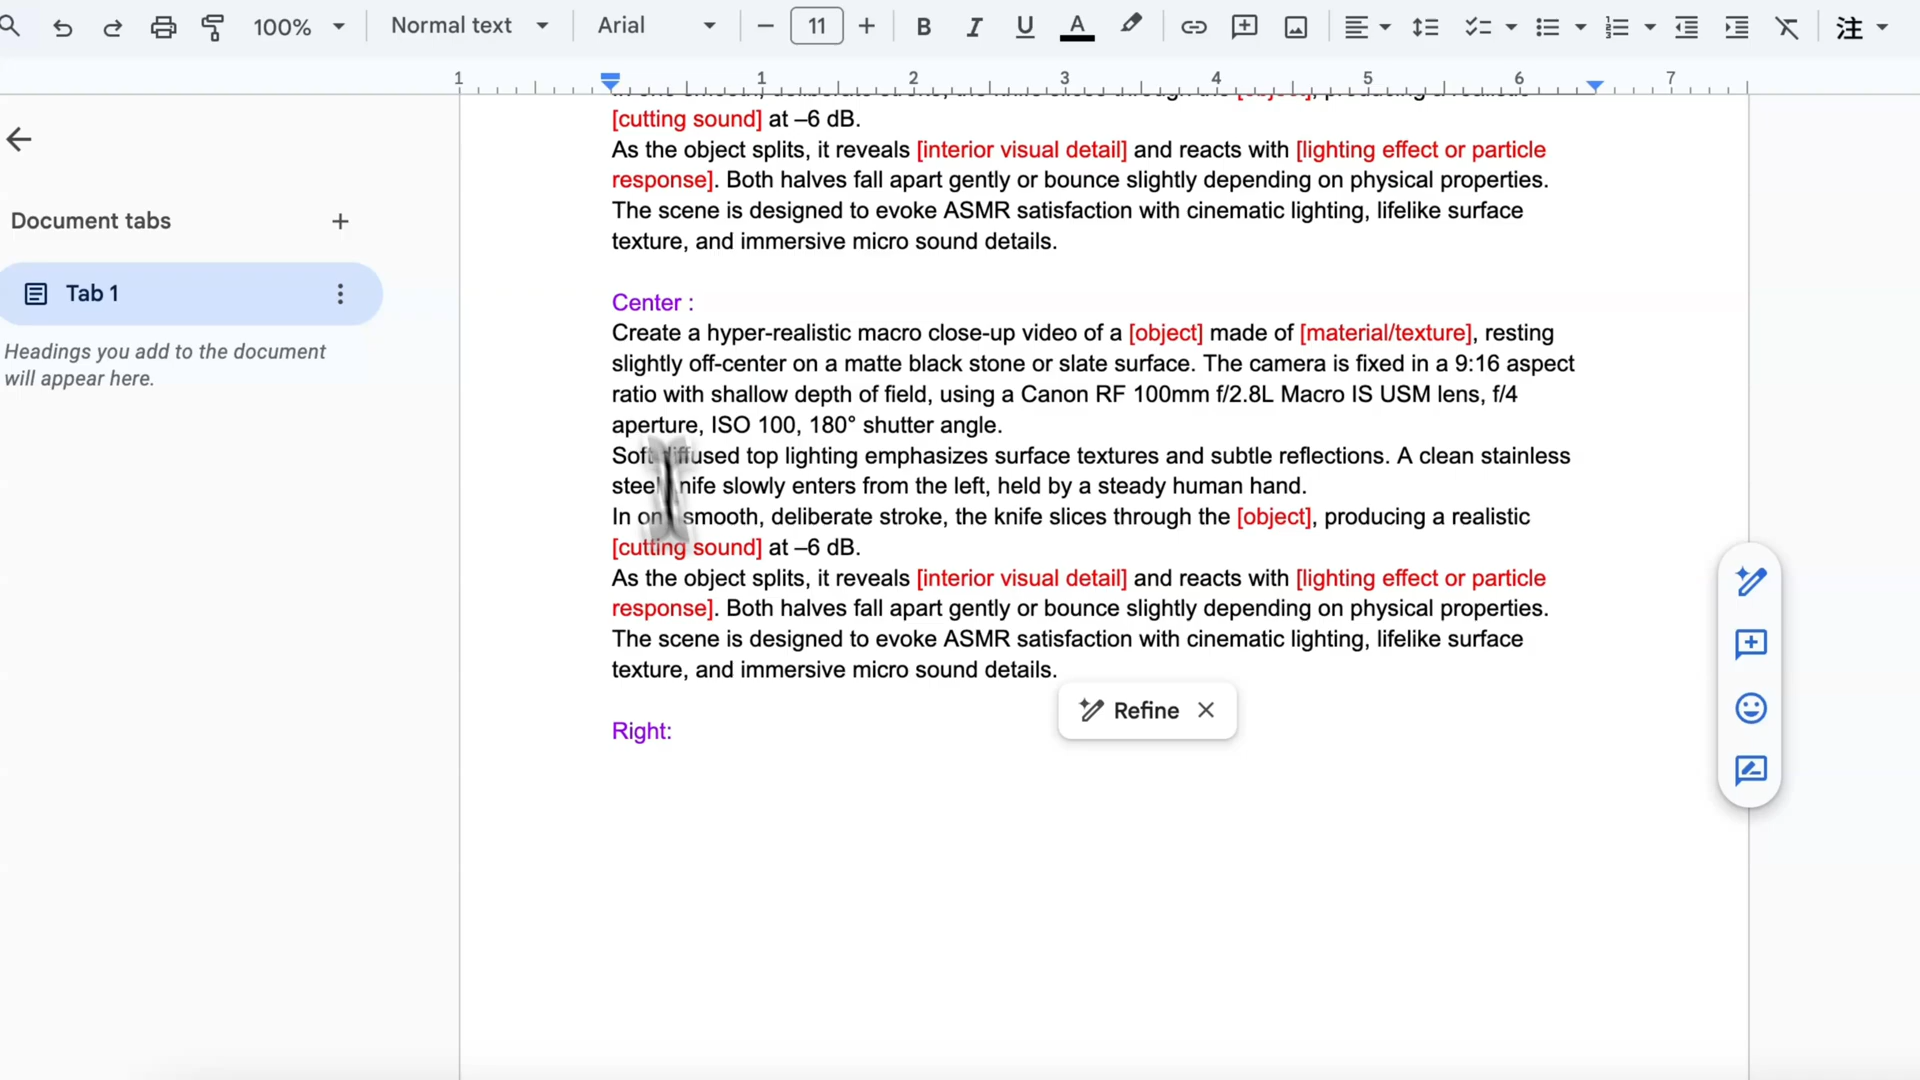 100%
Normal text
Arial
11
注
1 1 2 3 4 5 6 7
Document tabs
Tab 1
Headings you add to the document
will appear here.
[cutting sound] at –6 dB.
As the object splits, it reveals [interior visual detail] and reacts with [lighting effect or particle
response]. Both halves fall apart gently or bounce slightly depending on physical properties.
The scene is designed to evoke ASMR satisfaction with cinematic lighting, lifelike surface
texture, and immersive micro sound details.
Center :
Create a hyper-realistic macro close-up video of a [object] made of [material/texture], resting
slightly off-center on a matte black stone or slate surface. The camera is fixed in a 9:16 aspect
ratio with shallow depth of field, using a Canon RF 100mm f/2.8L Macro IS USM lens, f/4
aperture, ISO 100, 180° shutter angle.
Soft diffused top lighting emphasizes surface textures and subtle reflections. A clean stainless
steel knife slowly enters from the left, held by a steady human hand.
In one smooth, deliberate stroke, the knife slices through the [object], producing a realistic
[cutting sound] at –6 dB.
As the object splits, it reveals [interior visual detail] and reacts with [lighting effect or particle
response]. Both halves fall apart gently or bounce slightly depending on physical properties.
The scene is designed to evoke ASMR satisfaction with cinematic lighting, lifelike surface
texture, and immersive micro sound details.
Refine
Right: